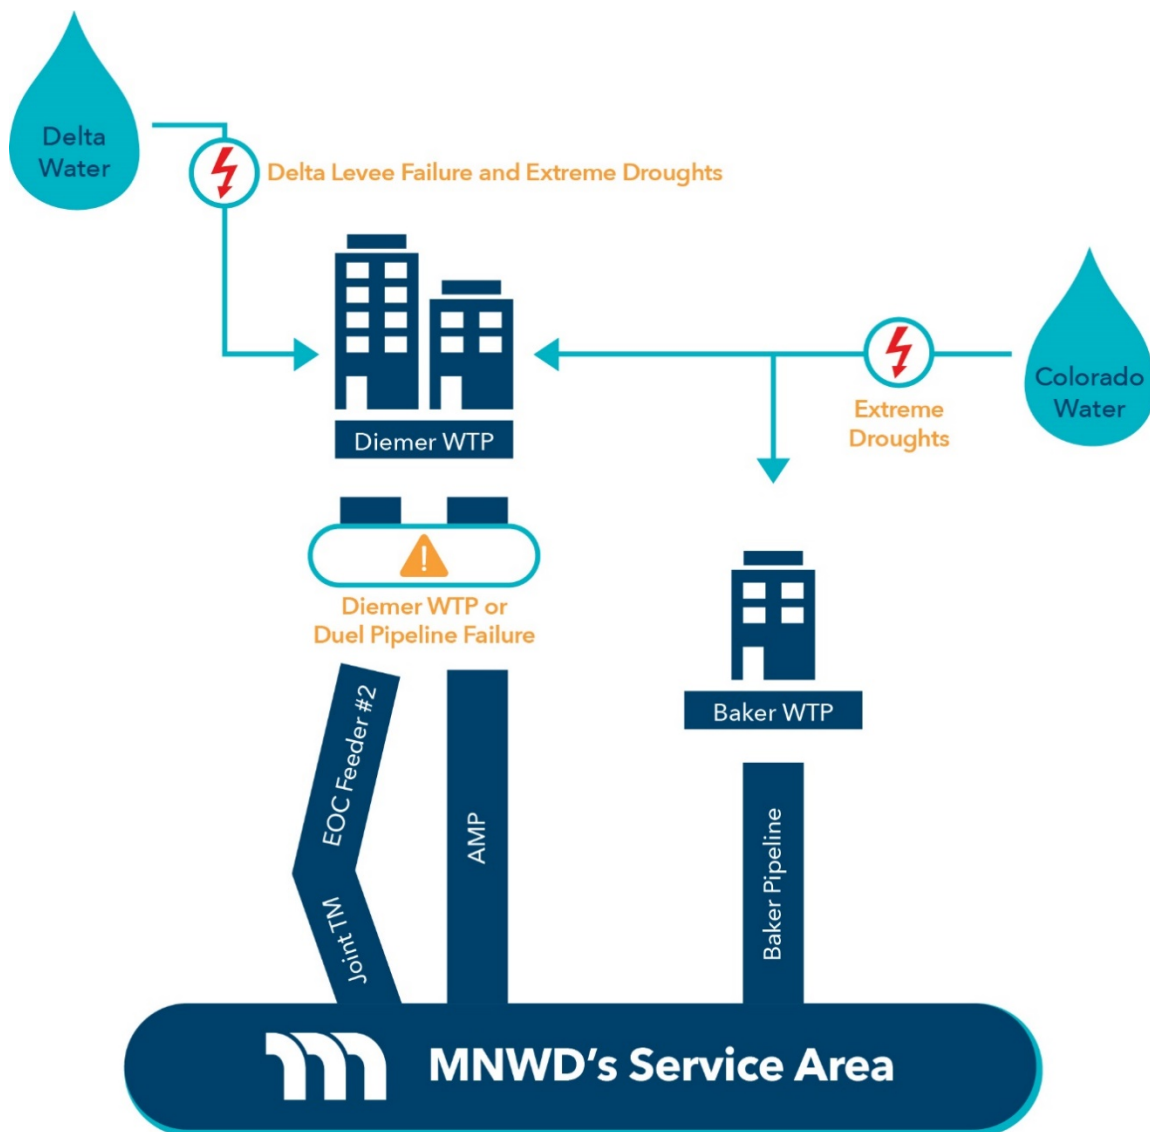 Delta
Water
Delta Levee Failure and Extreme Droughts
Colorado
Water
Extreme
Droughts
Diemer WTP
Diemer WTP or
Duel Pipeline Failure
Baker WTP
EOC Feeder #2
Joint TM
AMP
Baker Pipeline
MNWD's Service Area